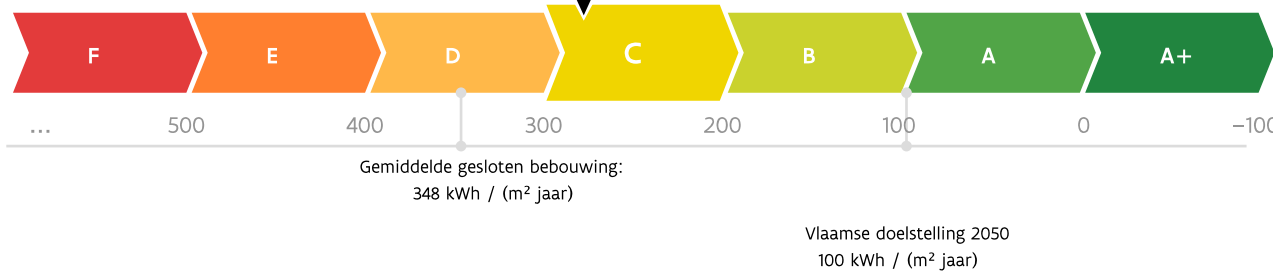 F E D C B A A+
... 500 400 300 200 100 0 −100
Gemiddelde gesloten bebouwing:
348 kWh / (m² jaar)
Vlaamse doelstelling 2050
100 kWh / (m² jaar)